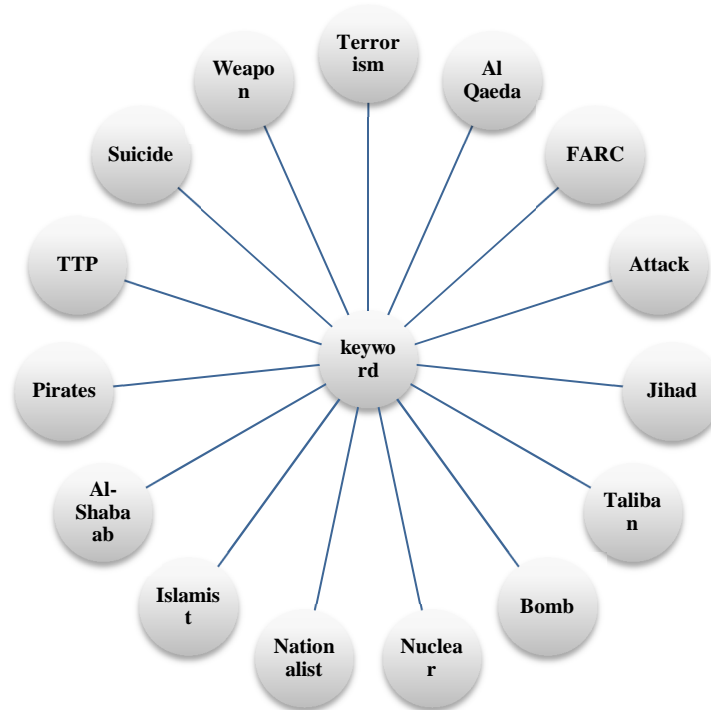 Terror
ism
Al
Qaeda
FARC
Attack
Jihad
Taliba
n
Bomb
Nuclea
r
Nation
alist
Islamis
t
Al-
Shaba
ab
Pirates
TTP
Suicide
Weapo
n
keywo
rd